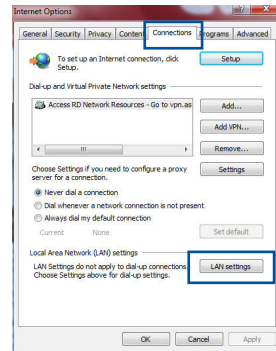 Internet Options
General Security Privacy Content Connections Programs Advanced
To set up an Internet connection, click
Setup.
Setup
Dial-up and Virtual Private Network settings
Access RD Network Resources - Go to vpn.as
Add...
Add VPN...
Remove...
Choose Settings if you need to configure a proxy
server for a connection.
Settings
Never dial a connection
Dial whenever a network connection is not present
Always dial my default connection
Current None
Set default
Local Area Network (LAN) settings
LAN Settings do not apply to dial-up connections.
Choose Settings above for dial-up settings.
LAN settings
OK Cancel Apply